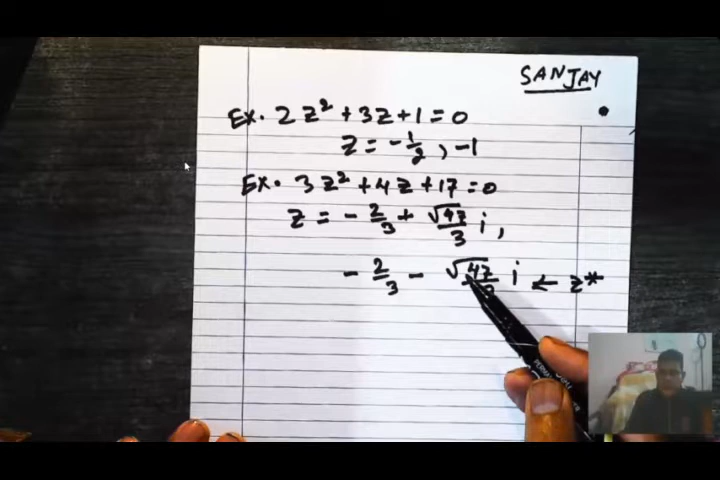 SANJAY
Ex. 2z² + 3z + 1 = 0
z = -1/2, -1
Ex. 3z² + 4z + 17 = 0
z = -2/3 + √47/3 i,
-2/3 - √47 i ← z*